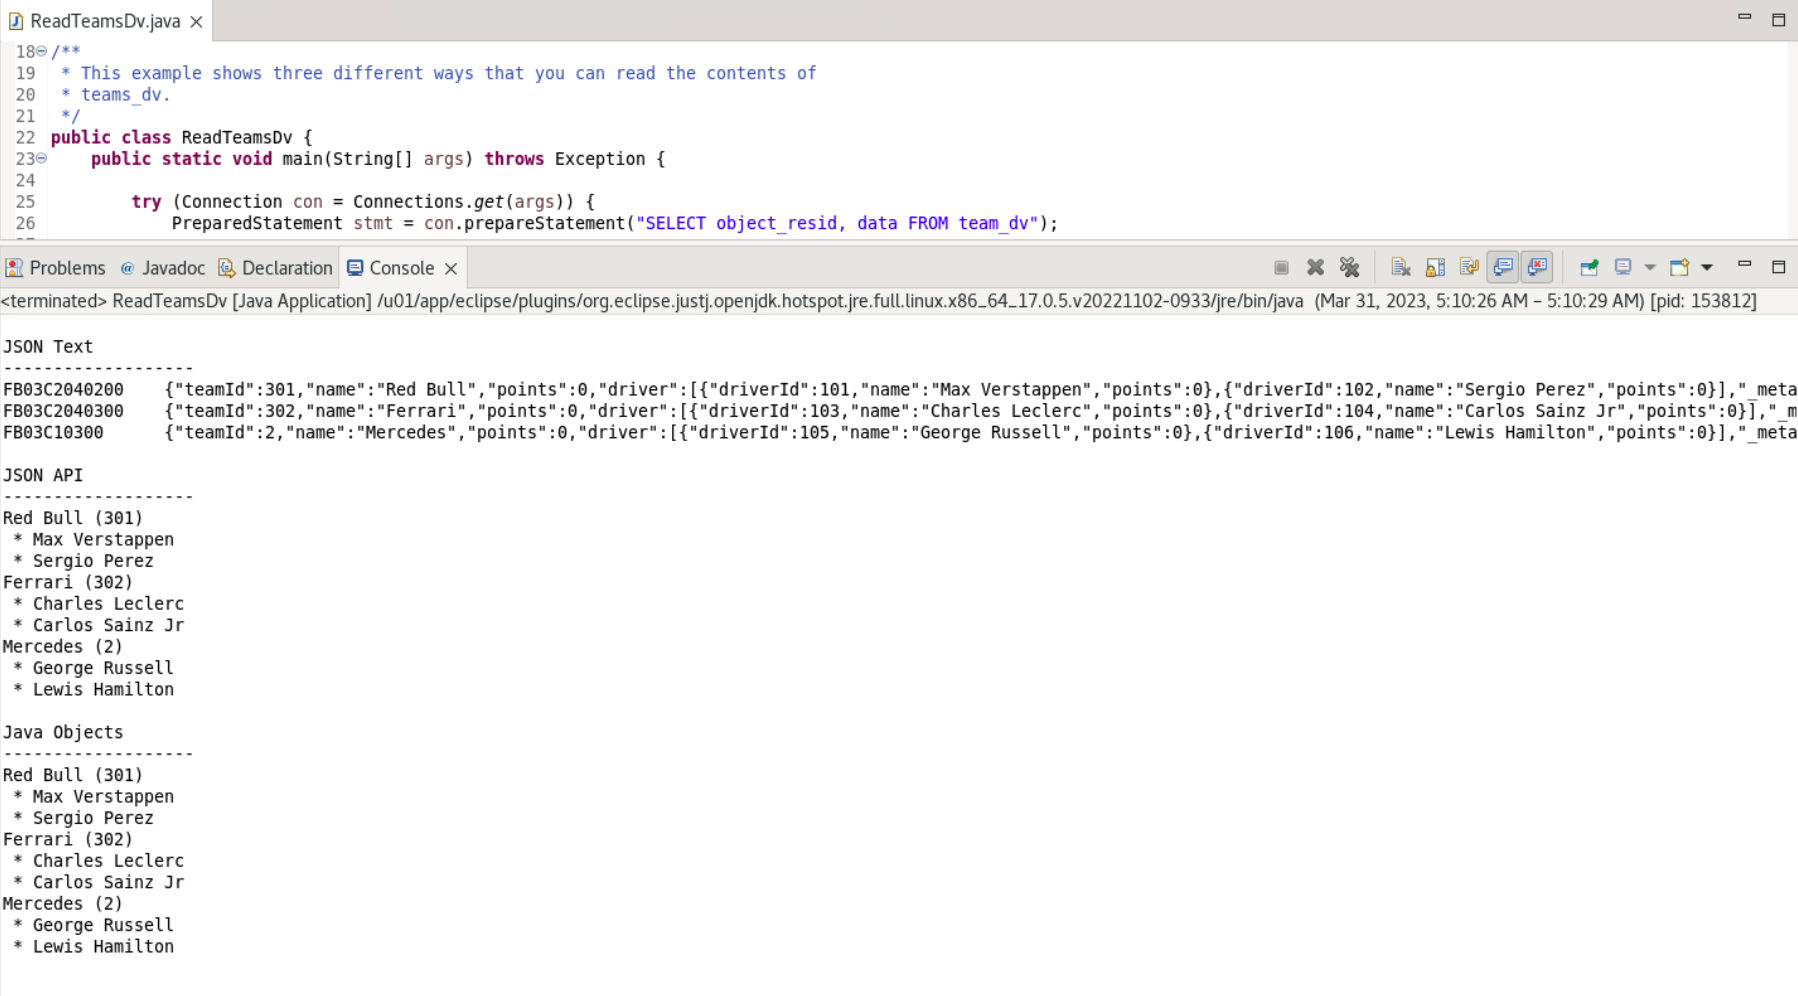 ReadTeamsDv.java
18 /**
19  * This example shows three different ways that you can read the contents of
20  * teams_dv.
21  */
22 public class ReadTeamsDv {
23     public static void main(String[] args) throws Exception {
24
25         try (Connection con = Connections.get(args)) {
26             PreparedStatement stmt = con.prepareStatement("SELECT object_resid, data FROM team_dv");
Problems @ Javadoc Declaration Console
<terminated> ReadTeamsDv [Java Application] /u01/app/eclipse/plugins/org.eclipse.justj.openjdk.hotspot.jre.full.linux.x86_64_17.0.5.v20221102-0933/jre/bin/java (Mar 31, 2023, 5:10:26 AM – 5:10:29 AM) [pid: 153812]
JSON Text
-------------------
FB03C2040200    {"teamId":301,"name":"Red Bull","points":0,"driver":[{"driverId":101,"name":"Max Verstappen","points":0},{"driverId":102,"name":"Sergio Perez","points":0}],"_meta
FB03C2040300    {"teamId":302,"name":"Ferrari","points":0,"driver":[{"driverId":103,"name":"Charles Leclerc","points":0},{"driverId":104,"name":"Carlos Sainz Jr","points":0}],"_m
FB03C10300      {"teamId":2,"name":"Mercedes","points":0,"driver":[{"driverId":105,"name":"George Russell","points":0},{"driverId":106,"name":"Lewis Hamilton","points":0}],"_meta
JSON API
-------------------
Red Bull (301)
 * Max Verstappen
 * Sergio Perez
Ferrari (302)
 * Charles Leclerc
 * Carlos Sainz Jr
Mercedes (2)
 * George Russell
 * Lewis Hamilton
Java Objects
-------------------
Red Bull (301)
 * Max Verstappen
 * Sergio Perez
Ferrari (302)
 * Charles Leclerc
 * Carlos Sainz Jr
Mercedes (2)
 * George Russell
 * Lewis Hamilton